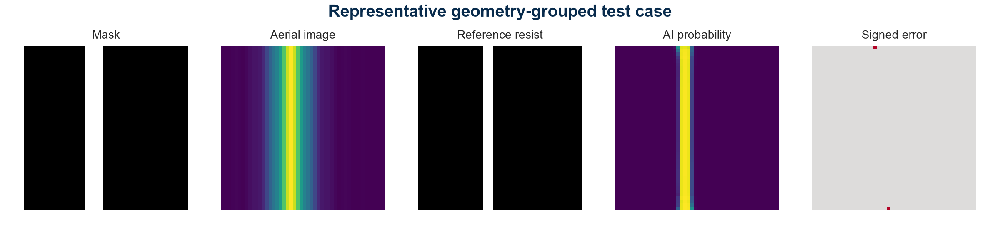 Representative geometry-grouped test case
Mask
Aerial image
Reference resist
AI probability
Signed error